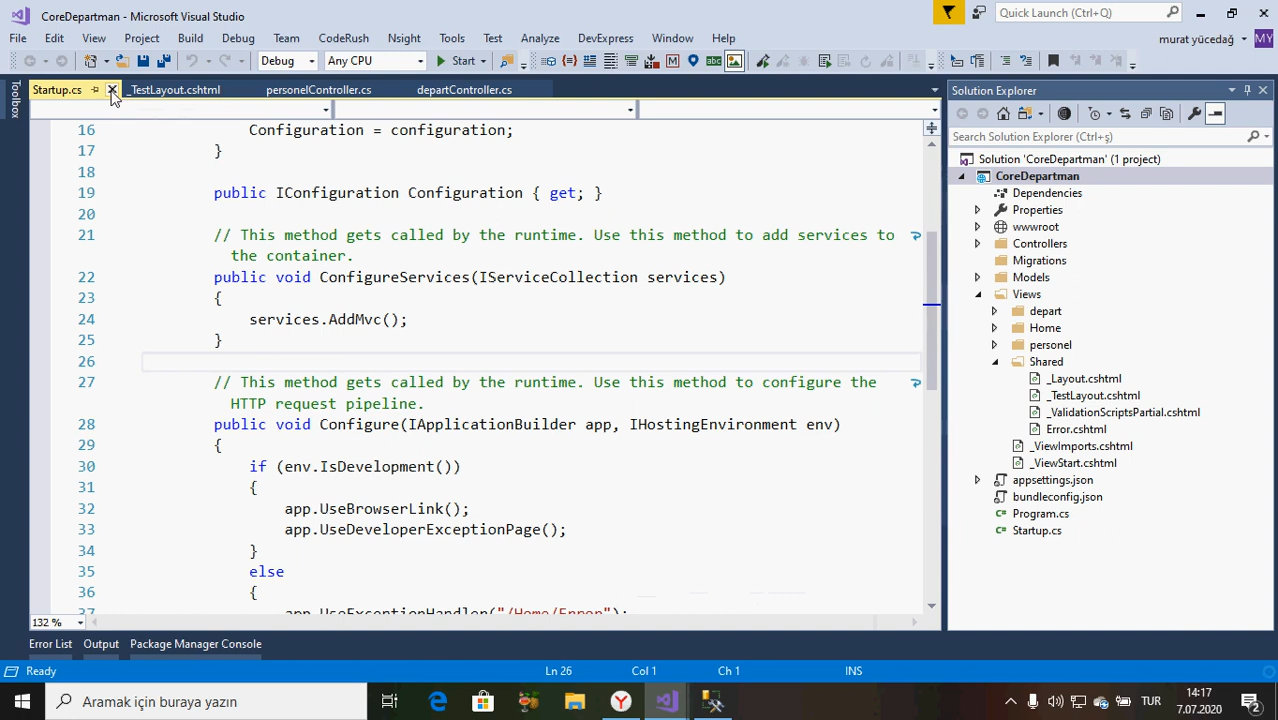 CoreDepartman - Microsoft Visual Studio
Quick Launch (Ctrl+Q)
File Edit View Project Build Debug Team CodeRush Nsight Tools Test Analyze DevExpress Window Help
murat yücedağ
MY
Debug
Any CPU
Start
abc
Toolbox
Startup.cs
_TestLayout.cshtml
personelController.cs
departController.cs
16 Configuration = configuration;
17 }
18
19 public IConfiguration Configuration { get; }
20
21 // This method gets called by the runtime. Use this method to add services to
the container.
22 public void ConfigureServices(IServiceCollection services)
23 {
24 services.AddMvc();
25 }
26
27 // This method gets called by the runtime. Use this method to configure the
HTTP request pipeline.
28 public void Configure(IApplicationBuilder app, IHostingEnvironment env)
29 {
30 if (env.IsDevelopment())
31 {
32 app.UseBrowserLink();
33 app.UseDeveloperExceptionPage();
34 }
35 else
36 {
37 app.UseExceptionHandler("/Home/Error");
132 %
Solution Explorer
Search Solution Explorer (Ctrl+ş)
Solution 'CoreDepartman' (1 project)
CoreDepartman
Dependencies
Properties
wwwroot
Controllers
Migrations
Models
Views
depart
Home
personel
Shared
_Layout.cshtml
_TestLayout.cshtml
_ValidationScriptsPartial.cshtml
Error.cshtml
_ViewImports.cshtml
_ViewStart.cshtml
appsettings.json
bundleconfig.json
Program.cs
Startup.cs
Error List Output Package Manager Console
Ready
Ln 26
Col 1
Ch 1
INS
Aramak için buraya yazın
TUR
14:17
7.07.2020
2